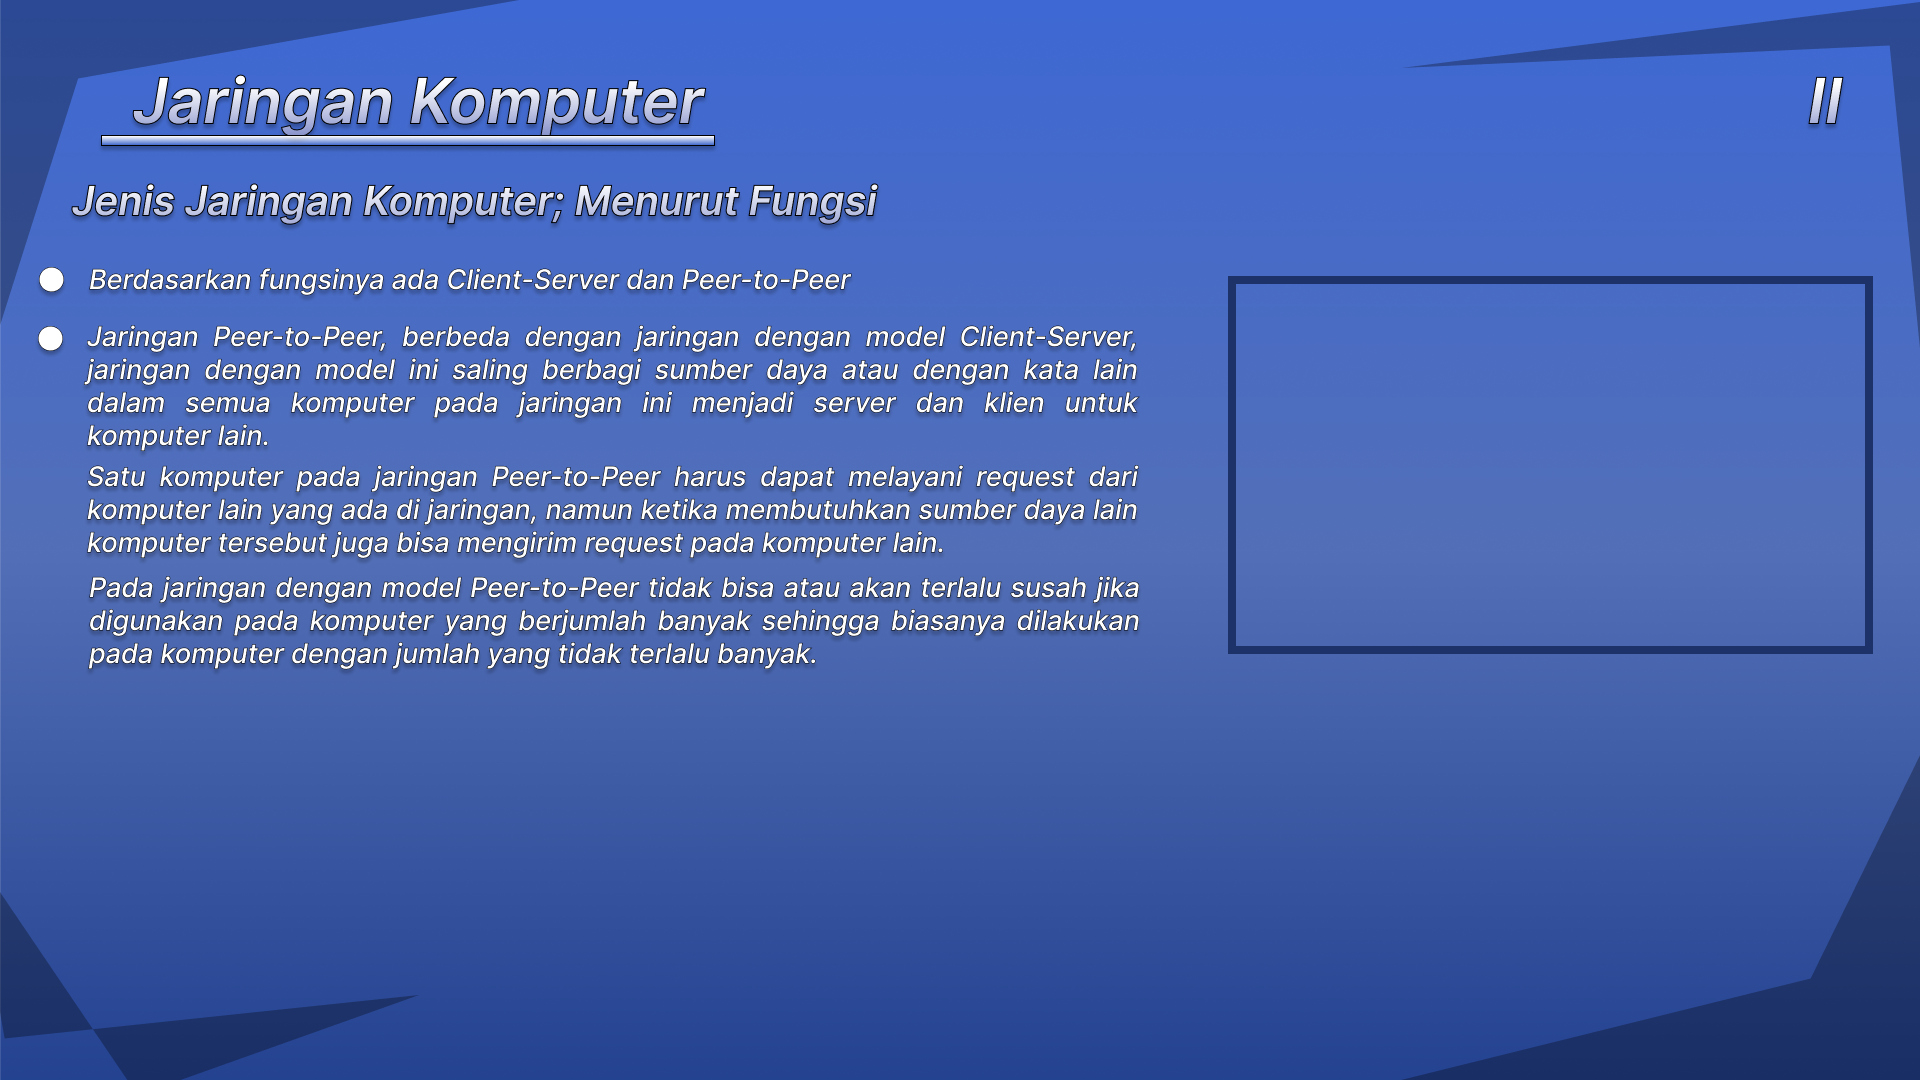 Jaringan Komputer
II
Jenis Jaringan Komputer; Menurut Fungsi
Berdasarkan fungsinya ada Client-Server dan Peer-to-Peer
Jaringan Peer-to-Peer, berbeda dengan jaringan dengan model Client-Server,
jaringan dengan model ini saling berbagi sumber daya atau dengan kata lain
dalam semua komputer pada jaringan ini menjadi server dan klien untuk
komputer lain.
Satu komputer pada jaringan Peer-to-Peer harus dapat melayani request dari
komputer lain yang ada di jaringan, namun ketika membutuhkan sumber daya lain
komputer tersebut juga bisa mengirim request pada komputer lain.
Pada jaringan dengan model Peer-to-Peer tidak bisa atau akan terlalu susah jika
digunakan pada komputer yang berjumlah banyak sehingga biasanya dilakukan
pada komputer dengan jumlah yang tidak terlalu banyak.